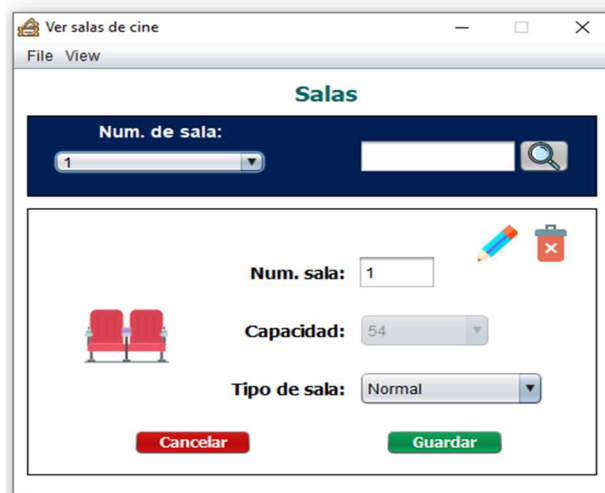 Ver salas de cine
File View
Salas
Num. de sala:
1
Num. sala: 1
Capacidad: 54
Tipo de sala: Normal
Cancelar Guardar